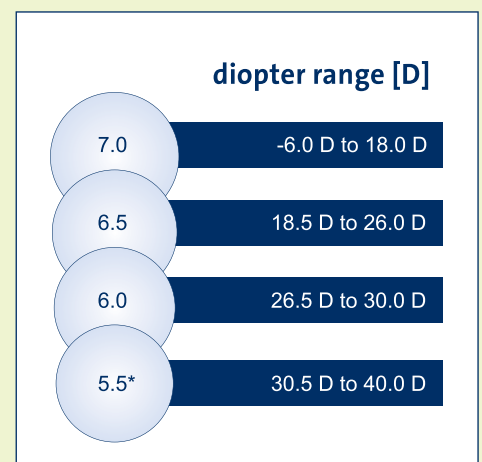 diopter range [D]
7.0 -6.0 D to 18.0 D
6.5 18.5 D to 26.0 D
6.0 26.5 D to 30.0 D
5.5* 30.5 D to 40.0 D